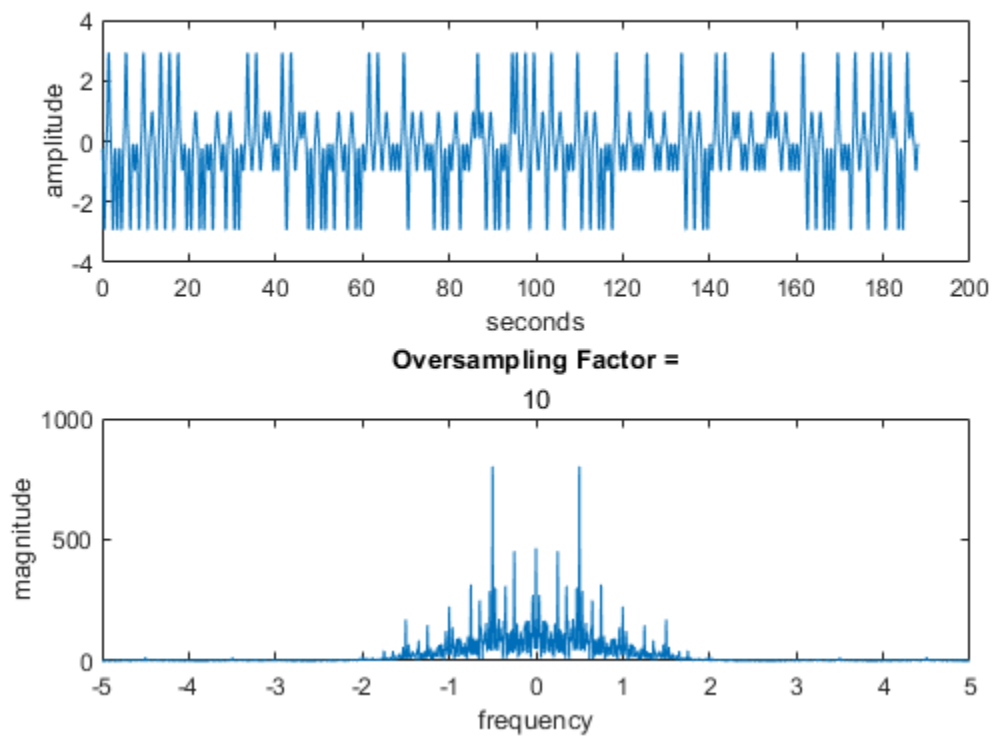 4
2
0
-2
-4
amplitude
0 20 40 60 80 100 120 140 160 180 200
seconds
Oversampling Factor =
10
1000
500
0
magnitude
-5 -4 -3 -2 -1 0 1 2 3 4 5
frequency